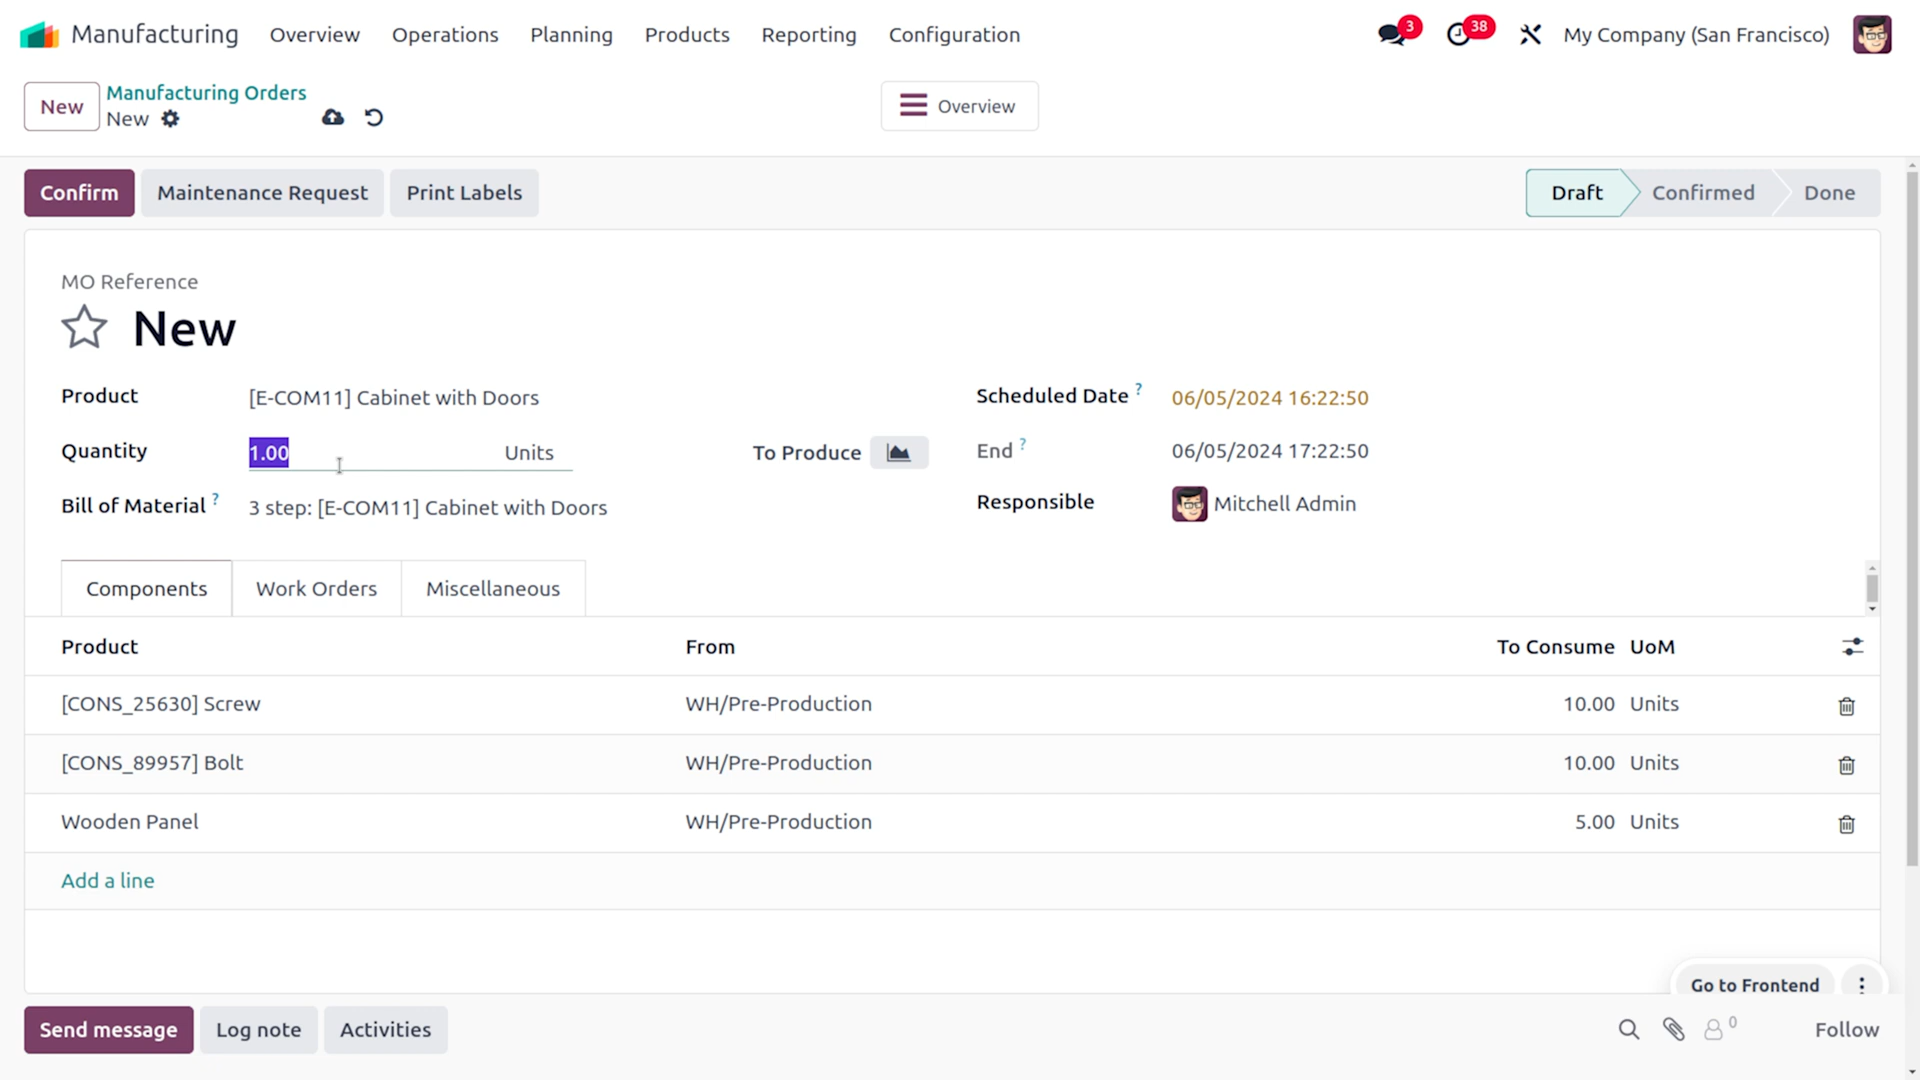 Manufacturing Overview Operations Planning Products Reporting Configuration 3 38 My Company (San Francisco)
New Manufacturing Orders
New
Overview
Confirm Maintenance Request Print Labels Draft Confirmed Done
MO Reference
New
Product [E-COM11] Cabinet with Doors Scheduled Date ? 06/05/2024 16:22:50
Quantity 1.00 Units To Produce End ? 06/05/2024 17:22:50
Bill of Material ? 3 step: [E-COM11] Cabinet with Doors Responsible Mitchell Admin
Components Work Orders Miscellaneous
Product From To Consume UoM
[CONS_25630] Screw WH/Pre-Production 10.00 Units
[CONS_89957] Bolt WH/Pre-Production 10.00 Units
Wooden Panel WH/Pre-Production 5.00 Units
Add a line
Go to Frontend
Send message Log note Activities 0 Follow